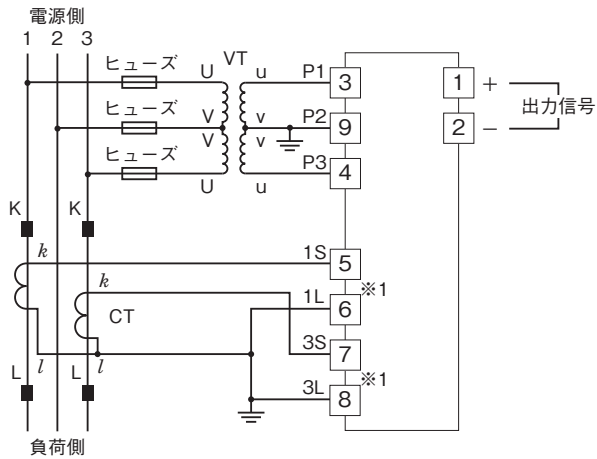 電源側
1 2 3
ヒューズ
VT
U u P1 3 1 +
ヒューズ
出力信号
V v P2 9 2 −
V v
ヒューズ
P3 4
U u
K K
k 1S 5
※1
k 1L 6
CT
3S 7
※1
L l L l
3L 8
負荷側